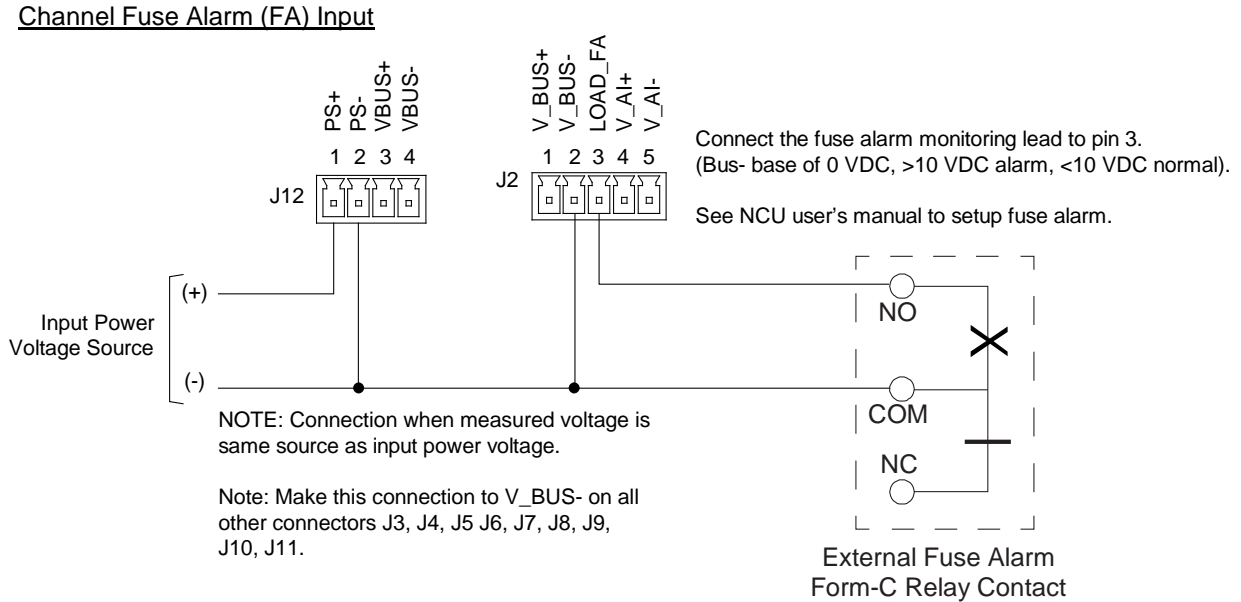 Channel Fuse Alarm (FA) Input
PS+
PS-
VBUS+
VBUS-
1 2 3 4
J12
V_BUS+
V_BUS-
LOAD_FA
V_AI+
V_AI-
1 2 3 4 5
J2
Connect the fuse alarm monitoring lead to pin 3.
(Bus- base of 0 VDC, >10 VDC alarm, <10 VDC normal).
See NCU user's manual to setup fuse alarm.
(+)
Input Power
Voltage Source
(-)
NO
COM
NC
NOTE: Connection when measured voltage is
same source as input power voltage.
Note: Make this connection to V_BUS- on all
other connectors J3, J4, J5 J6, J7, J8, J9,
J10, J11.
External Fuse Alarm
Form-C Relay Contact